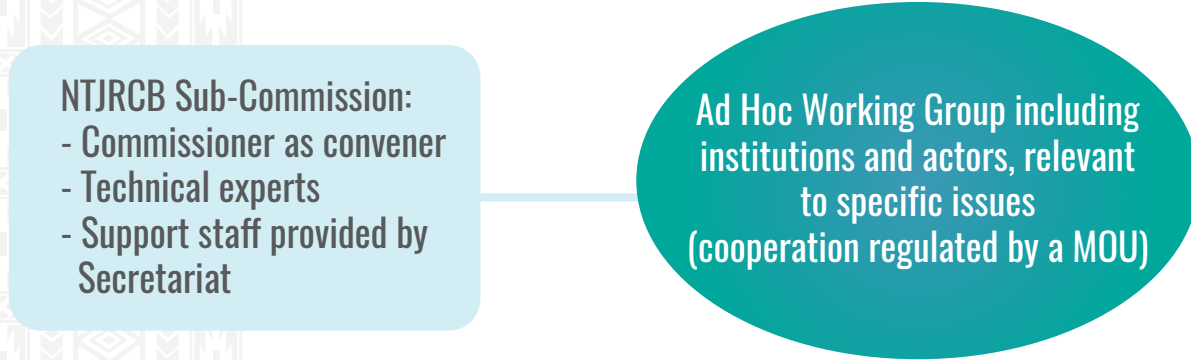 NTJRCB Sub-Commission:
- Commissioner as convener
- Technical experts
- Support staff provided by
Secretariat
Ad Hoc Working Group including
institutions and actors, relevant
to specific issues
(cooperation regulated by a MOU)